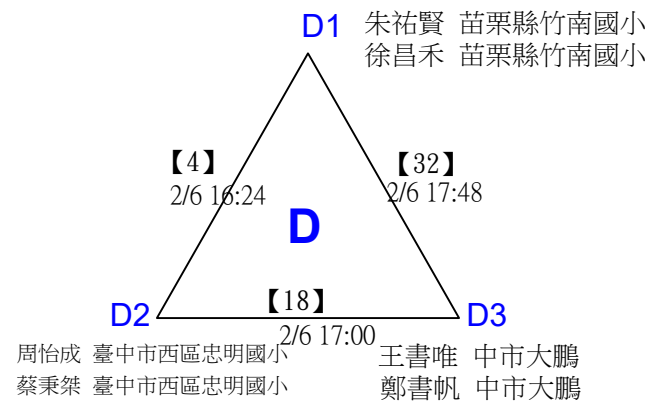 D1 朱祐賢 苗栗縣竹南國小
徐昌禾 苗栗縣竹南國小
【4】
2/6 16:24
【32】
2/6 17:48
D
【18】
2/6 17:00
D2
D3
周怡成 臺中市西區忠明國小
蔡秉桀 臺中市西區忠明國小
王書唯 中市大鵬
鄭書帆 中市大鵬